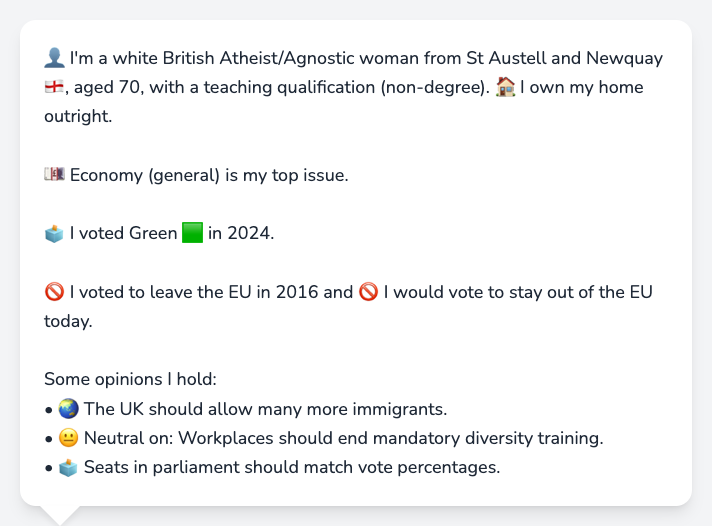 👤 I'm a white British Atheist/Agnostic woman from St Austell and Newquay
🏴󠁧󠁢󠁥󠁮󠁧󠁿, aged 70, with a teaching qualification (non-degree). 🏠 I own my home
outright.
💷 Economy (general) is my top issue.
🗳️ I voted Green 🟩 in 2024.
🚫 I voted to leave the EU in 2016 and 🚫 I would vote to stay out of the EU
today.
Some opinions I hold:
• 🌏 The UK should allow many more immigrants.
• 😐 Neutral on: Workplaces should end mandatory diversity training.
• 🗳️ Seats in parliament should match vote percentages.